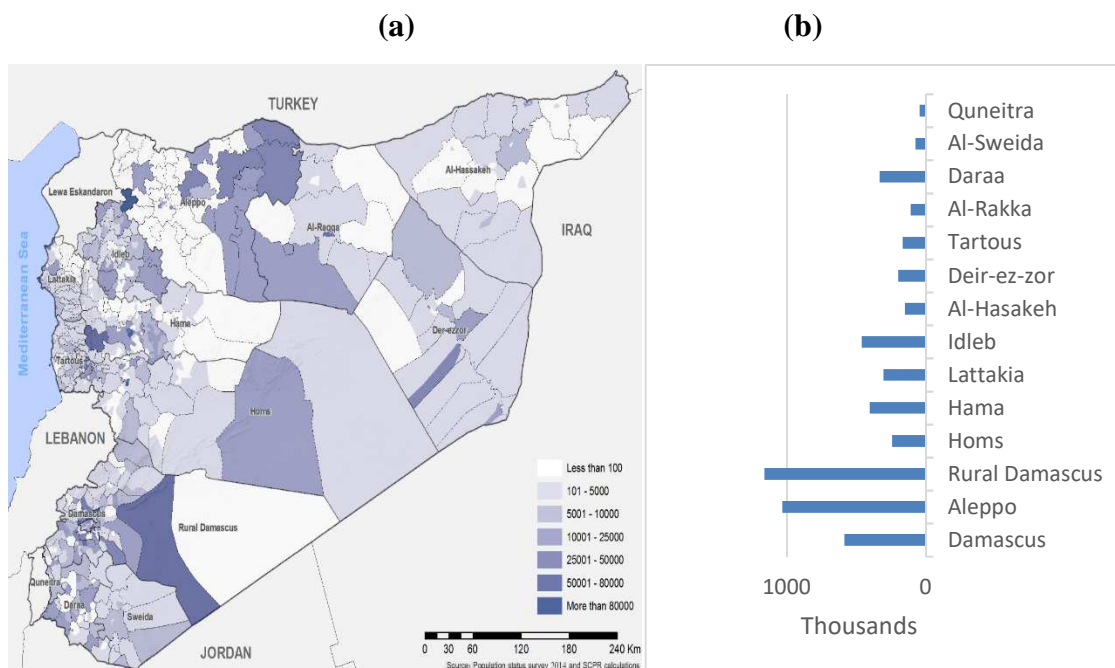 (a)
(b)
TURKEY
Lewa Eskandaron
Aleppo
Al-Hassakeh
Al-Raqqa
IRAQ
Mediterranean Sea
Idleb
Lattakia
Hama
Der-ezzor
Tartous
Homs
LEBANON
Damascus
Rural Damascus
Quneitra
Daraa
Sweida
JORDAN
Less than 100
101 - 5000
5001 - 10000
10001 - 25000
25001 - 50000
50001 - 80000
More than 80000
0 30 60 120 180 240 Km
Source: Population status survey 2014 and SCPR calculations
Quneitra
Al-Sweida
Daraa
Al-Rakka
Tartous
Deir-ez-zor
Al-Hasakeh
Idleb
Lattakia
Hama
Homs
Rural Damascus
Aleppo
Damascus
1000 0
Thousands